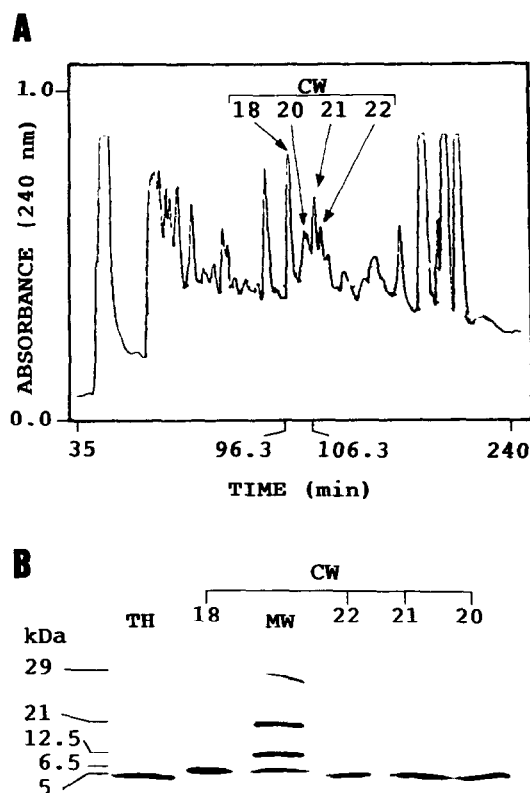 A
CW
18 20 21 22
1.0
ABSORBANCE (240 nm)
0.0
35 96.3 106.3 240
TIME (min)
B
CW
TH 18 MW 22 21 20
kDa
29
21
12.5
6.5
5